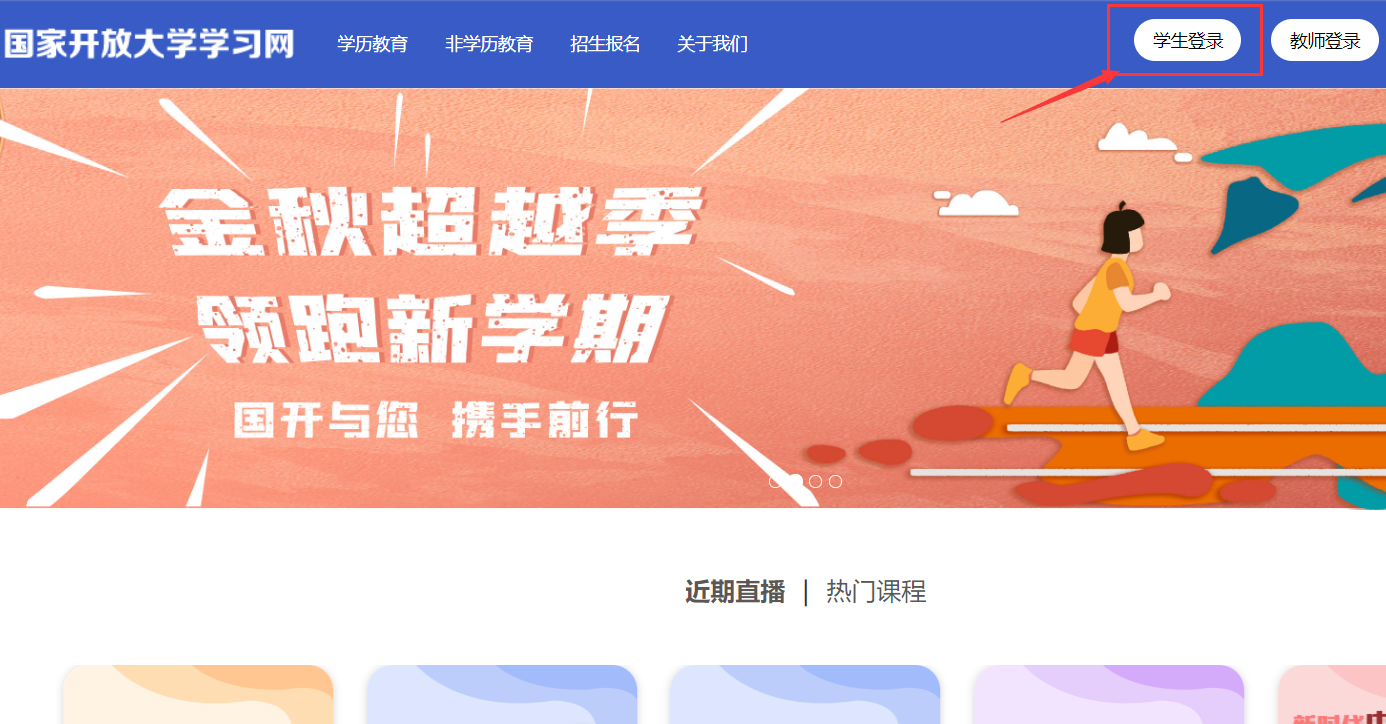 国家开放大学学习网 学历教育 非学历教育 招生报名 关于我们 学生登录 教师登录
金秋超越季
领跑新学期
国开与您 携手前行
近期直播 | 热门课程